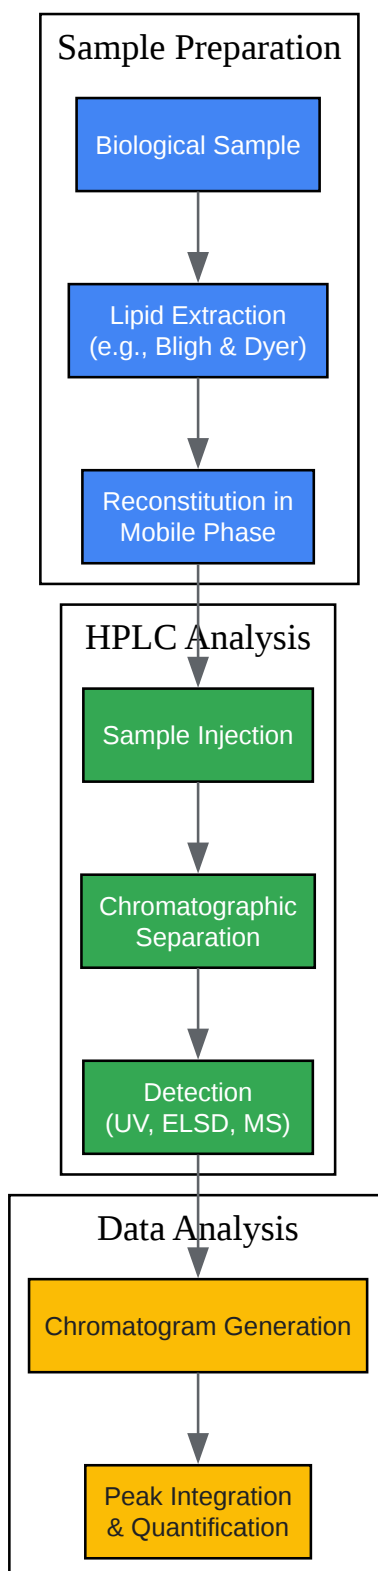 Sample Preparation
Biological Sample
Lipid Extraction
(e.g., Bligh & Dyer)
Reconstitution in
Mobile Phase
HPLC Analysis
Sample Injection
Chromatographic
Separation
Detection
(UV, ELSD, MS)
Data Analysis
Chromatogram Generation
Peak Integration
& Quantification